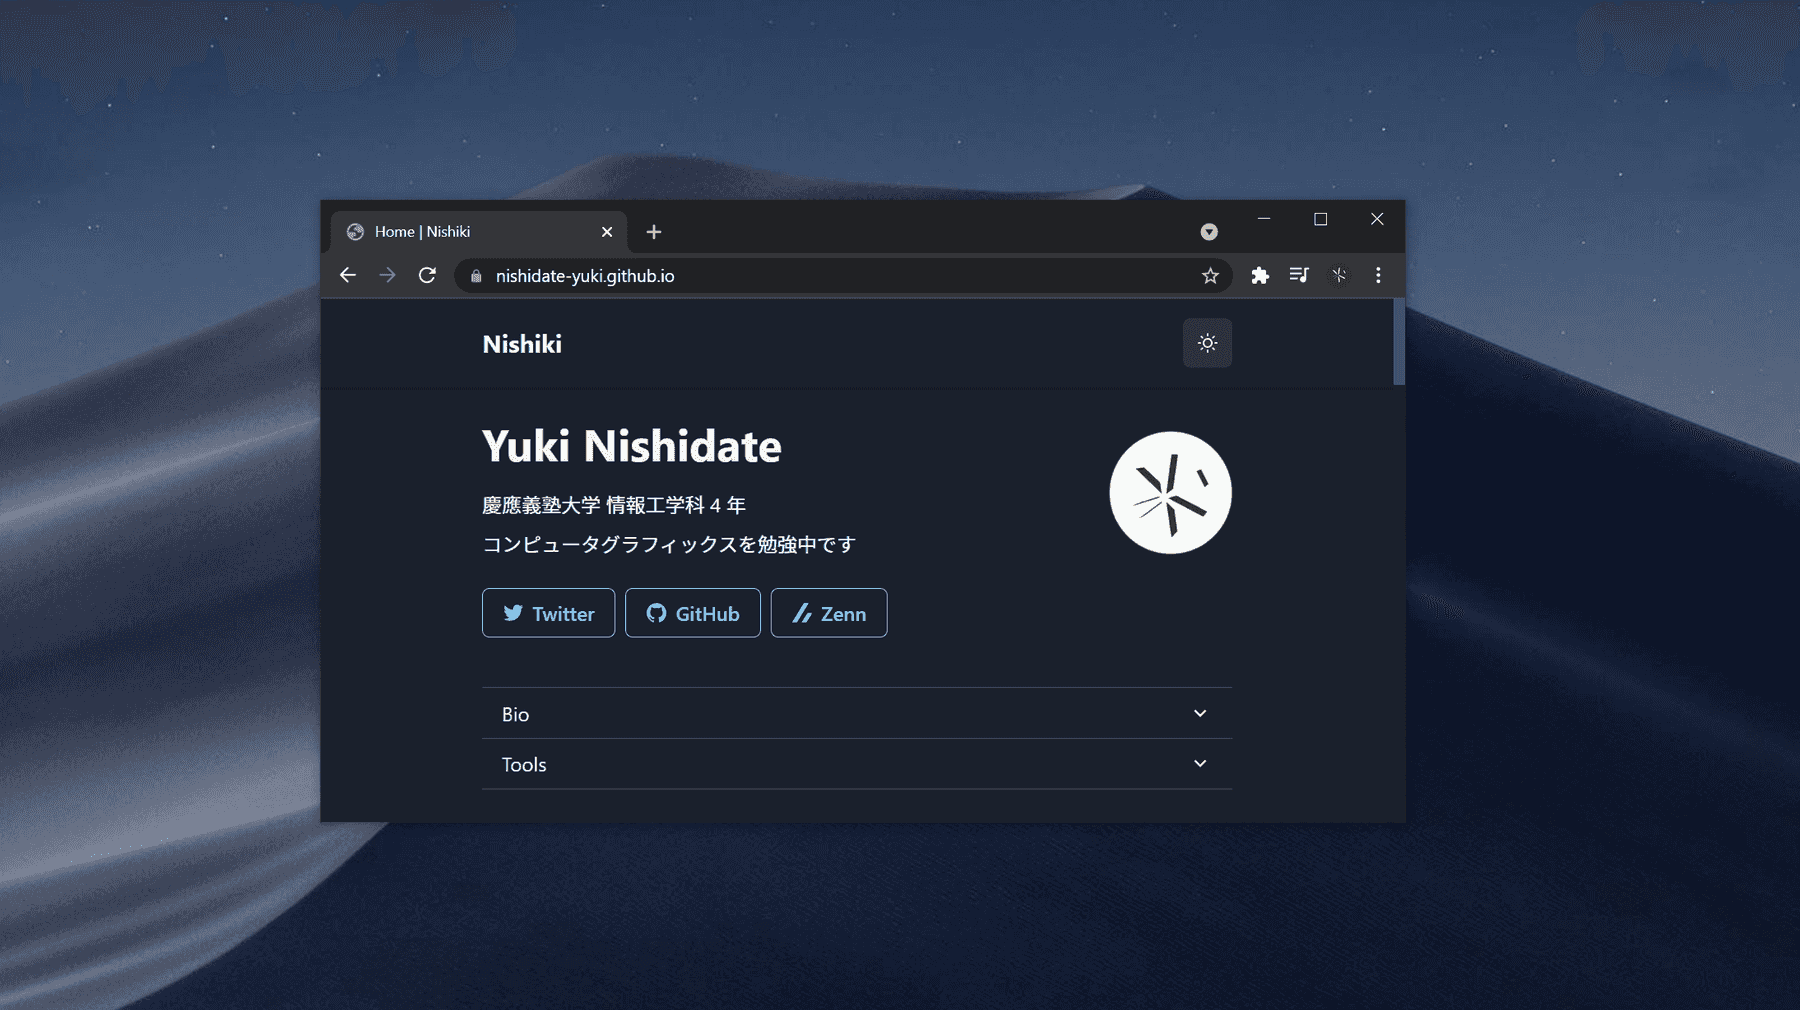 Home | Nishiki
nishidate-yuki.github.io
Nishiki
Yuki Nishidate
慶應義塾大学 情報工学科 4 年
コンピュータグラフィックスを勉強中です
Twitter
GitHub
Zenn
Bio
Tools